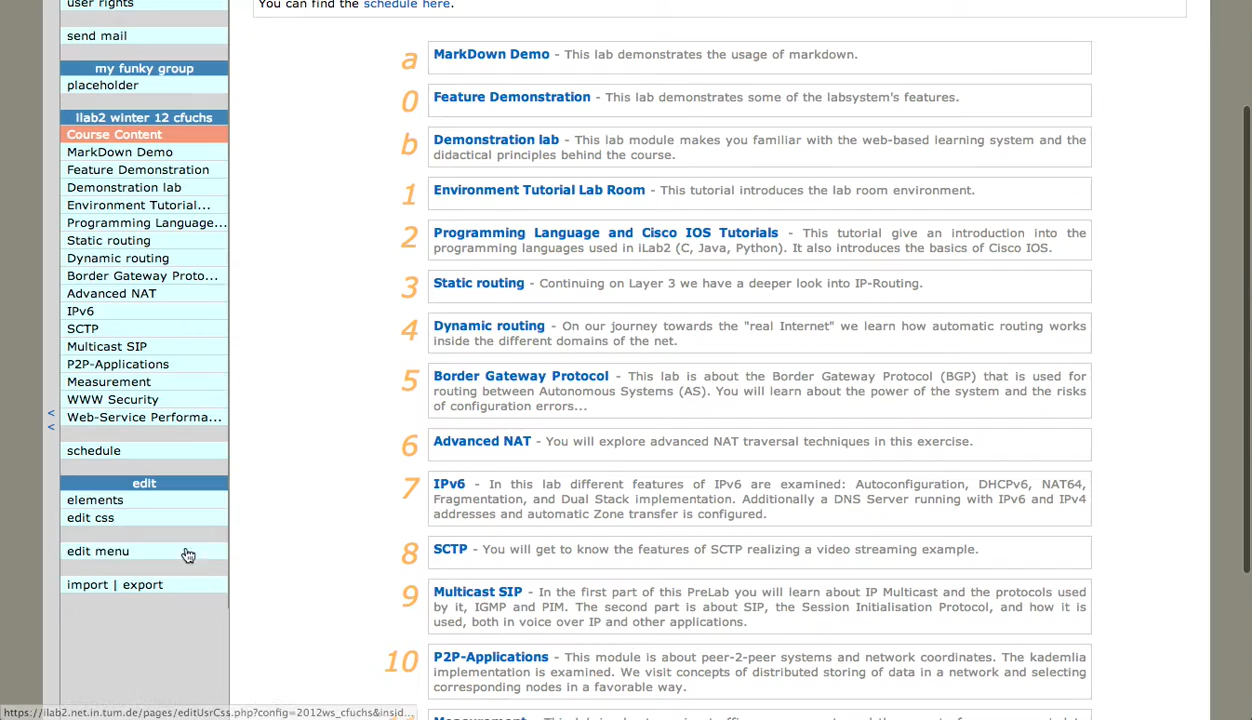 user rights
send mail
my funky group
placeholder
ilab2 winter 12 cfuchs
Course Content
MarkDown Demo
Feature Demonstration
Demonstration lab
Environment Tutorial...
Programming Language...
Static routing
Dynamic routing
Border Gateway Proto...
Advanced NAT
IPv6
SCTP
Multicast SIP
P2P-Applications
Measurement
WWW Security
Web-Service Performa...
schedule
edit
elements
edit css
edit menu
import | export
<
<
You can find the schedule here.
a MarkDown Demo - This lab demonstrates the usage of markdown.
0 Feature Demonstration - This lab demonstrates some of the labsystem's features.
b Demonstration lab - This lab module makes you familiar with the web-based learning system and the
didactical principles behind the course.
1 Environment Tutorial Lab Room - This tutorial introduces the lab room environment.
2 Programming Language and Cisco IOS Tutorials - This tutorial give an introduction into the
programming languages used in iLab2 (C, Java, Python). It also introduces the basics of Cisco IOS.
3 Static routing - Continuing on Layer 3 we have a deeper look into IP-Routing.
4 Dynamic routing - On our journey towards the "real Internet" we learn how automatic routing works
inside the different domains of the net.
5 Border Gateway Protocol - This lab is about the Border Gateway Protocol (BGP) that is used for
routing between Autonomous Systems (AS). You will learn about the power of the system and the risks
of configuration errors...
6 Advanced NAT - You will explore advanced NAT traversal techniques in this exercise.
7 IPv6 - In this lab different features of IPv6 are examined: Autoconfiguration, DHCPv6, NAT64,
Fragmentation, and Dual Stack implementation. Additionally a DNS Server running with IPv6 and IPv4
addresses and automatic Zone transfer is configured.
8 SCTP - You will get to know the features of SCTP realizing a video streaming example.
9 Multicast SIP - In the first part of this PreLab you will learn about IP Multicast and the protocols used
by it, IGMP and PIM. The second part is about SIP, the Session Initialisation Protocol, and how it is
used, both in voice over IP and other applications.
10 P2P-Applications - This module is about peer-2-peer systems and network coordinates. The kademlia
implementation is examined. We visit concepts of distributed storing of data in a network and selecting
corresponding nodes in a favorable way.
https://ilab2.net.in.tum.de/pages/editUsrCss.php?config=2012ws_cfuchs&insid...